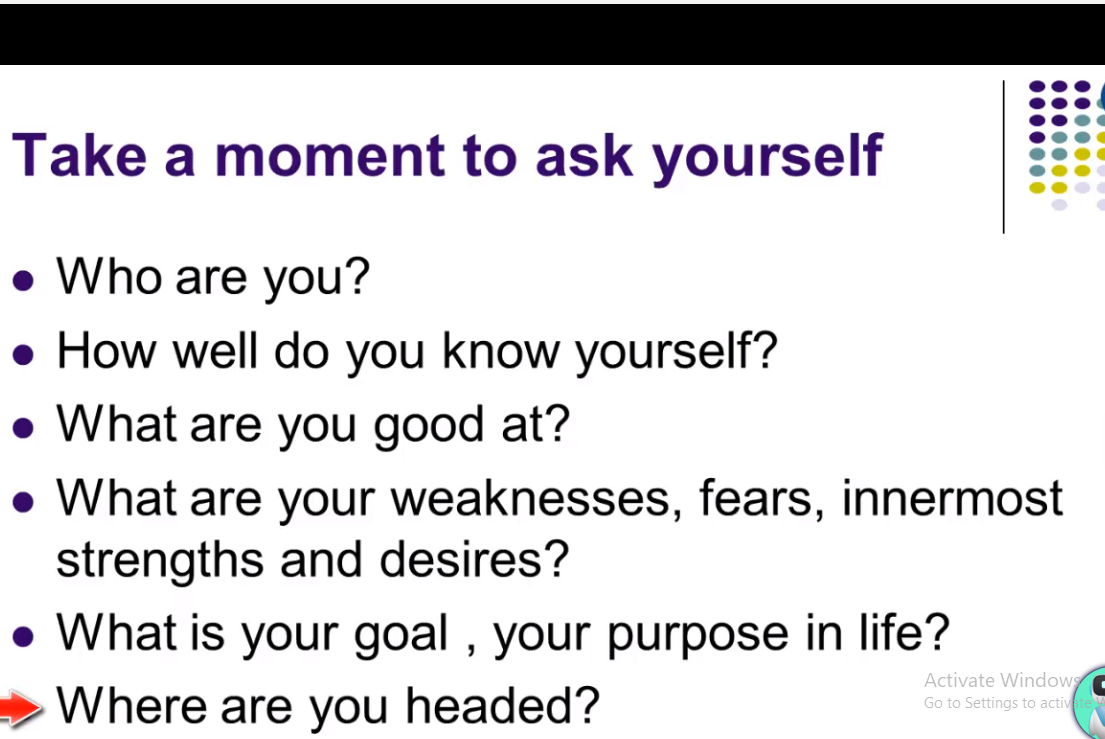 Take a moment to ask yourself
Who are you?
How well do you know yourself?
What are you good at?
What are your weaknesses, fears, innermost
strengths and desires?
What is your goal , your purpose in life?
Where are you headed?
Activate Windows
Go to Settings to activate